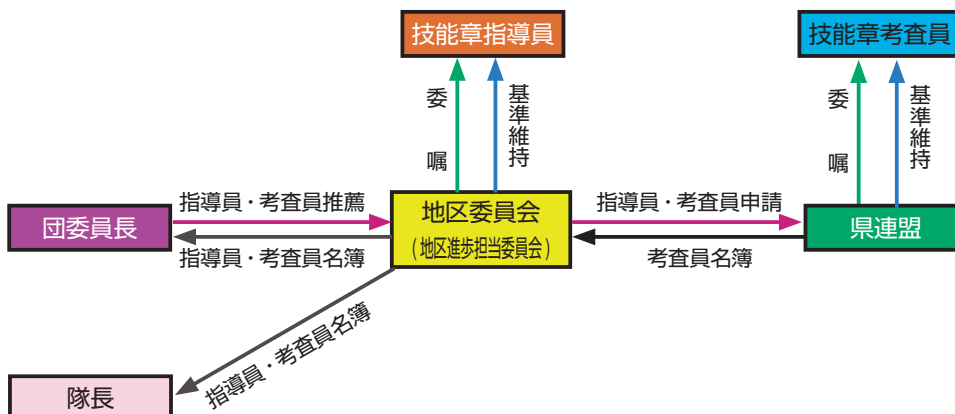 技能章指導員
技能章考査員
委嘱
基準維持
委嘱
基準維持
団委員長
指導員・考査員推薦
指導員・考査員名簿
地区委員会
(地区進歩担当委員会)
指導員・考査員申請
考査員名簿
県連盟
指導員・考査員名簿
隊長